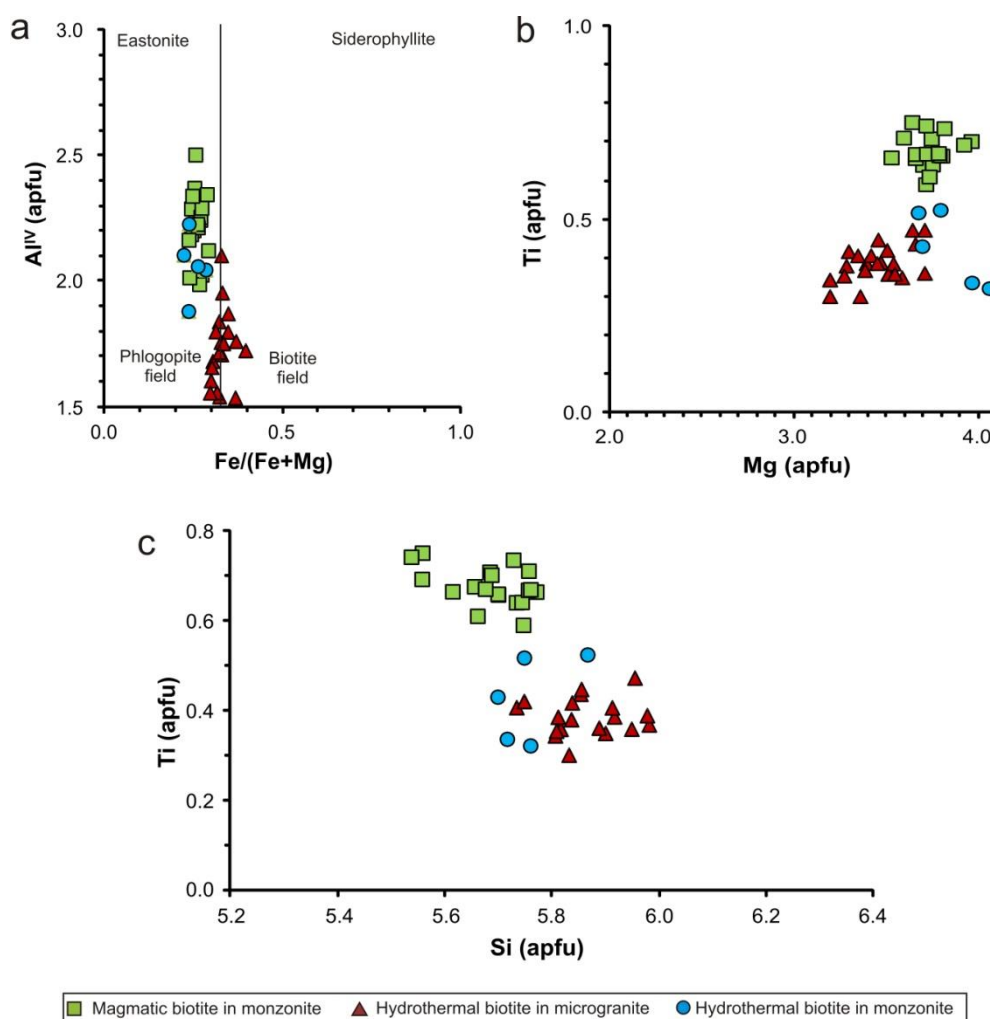 a
Eastonite
Siderophyllite
3.0
2.5
2.0
1.5
Al^IV (apfu)
Phlogopite
field
Biotite
field
0.0
0.5
1.0
Fe/(Fe+Mg)
b
1.0
0.5
0.0
Ti (apfu)
2.0
3.0
4.0
Mg (apfu)
c
0.8
0.6
0.4
0.2
0.0
Ti (apfu)
5.2
5.4
5.6
5.8
6.0
6.2
6.4
Si (apfu)
Magmatic biotite in monzonite
Hydrothermal biotite in microgranite
Hydrothermal biotite in monzonite